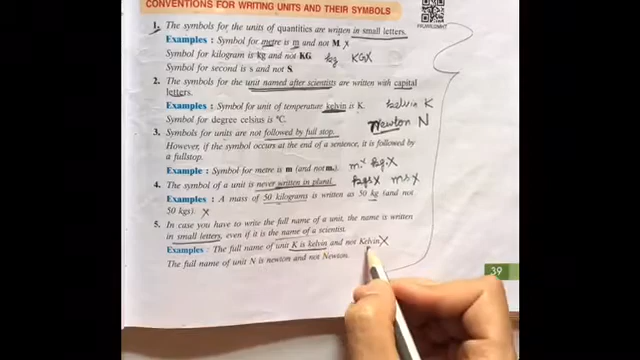 CONVENTIONS FOR WRITING UNITS AND THEIR SYMBOLS
1. The symbols for the units of quantities are written in small letters.
Examples : Symbol for metre is m and not M X
Symbol for kilogram is kg and not KG. kg KGX
Symbol for second is s and not S.
2. The symbols for the unit named after scientists are written with capital
letters.
Examples : Symbol for unit of temperature kelvin is K. kelvin K
Symbol for degree celsius is °C. newton N
3. Symbols for units are not followed by full stop.
However, if the symbol occurs at the end of a sentence, it is followed by
a fullstop. m.X kg.X
Example : Symbol for metre is m (and not m.)
4. The symbol of a unit is never written in plural. kgs X ms X
Examples : A mass of 50 kilograms is written as 50 kg (and not
50 kgs) X
5. In case you have to write the full name of a unit, the name is written
in small letters, even if it is the name of a scientist.
Examples : The full name of unit K is kelvin and not Kelvin X
The full name of unit N is newton and not Newton.
39